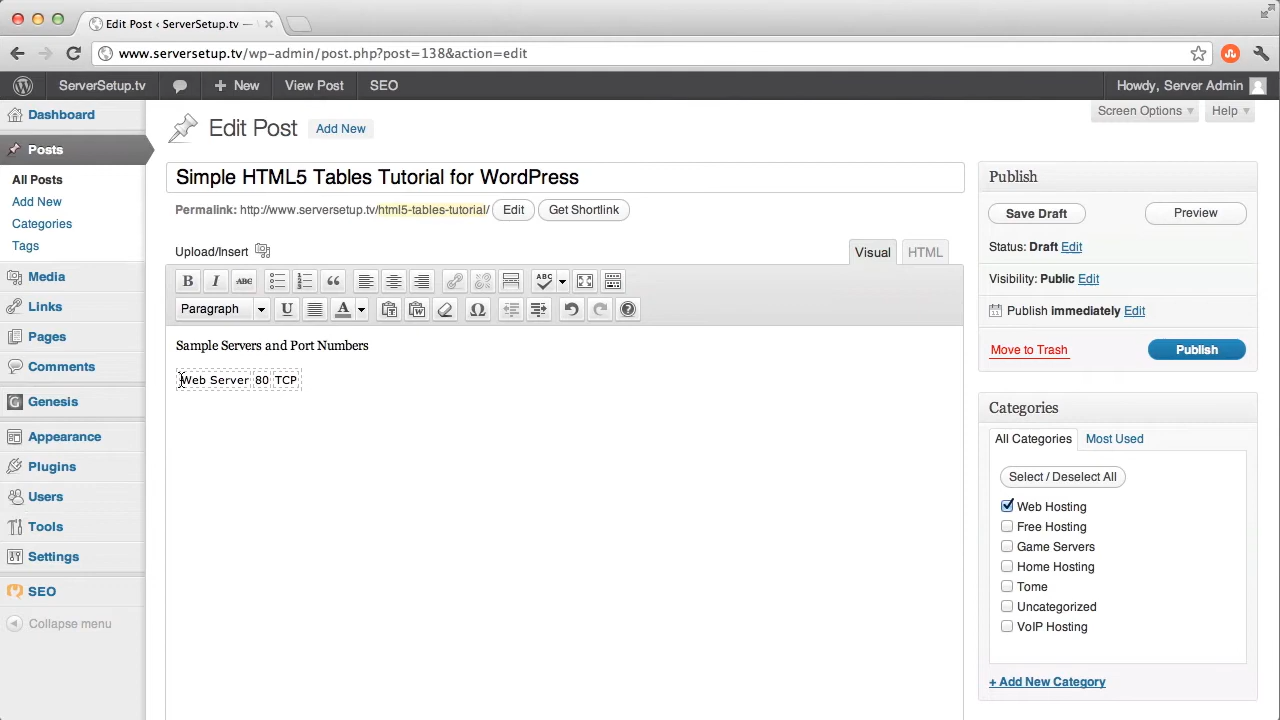 Edit Post ‹ ServerSetup.tv —
www.serversetup.tv/wp-admin/post.php?post=138&action=edit
ServerSetup.tv New View Post SEO Howdy, Server Admin
Screen Options Help
Dashboard
Posts
All Posts
Add New
Categories
Tags
Media
Links
Pages
Comments
Genesis
Appearance
Plugins
Users
Tools
Settings
SEO
Collapse menu
Edit Post Add New
Simple HTML5 Tables Tutorial for WordPress
Permalink: http://www.serversetup.tv/html5-tables-tutorial/ Edit Get Shortlink
Upload/Insert Visual HTML
B I ABC ABC
Paragraph U A
Sample Servers and Port Numbers
Web Server 80 TCP
Publish
Save Draft Preview
Status: Draft Edit
Visibility: Public Edit
Publish immediately Edit
Move to Trash Publish
Categories
All Categories Most Used
Select / Deselect All
Web Hosting
Free Hosting
Game Servers
Home Hosting
Tome
Uncategorized
VoIP Hosting
+ Add New Category